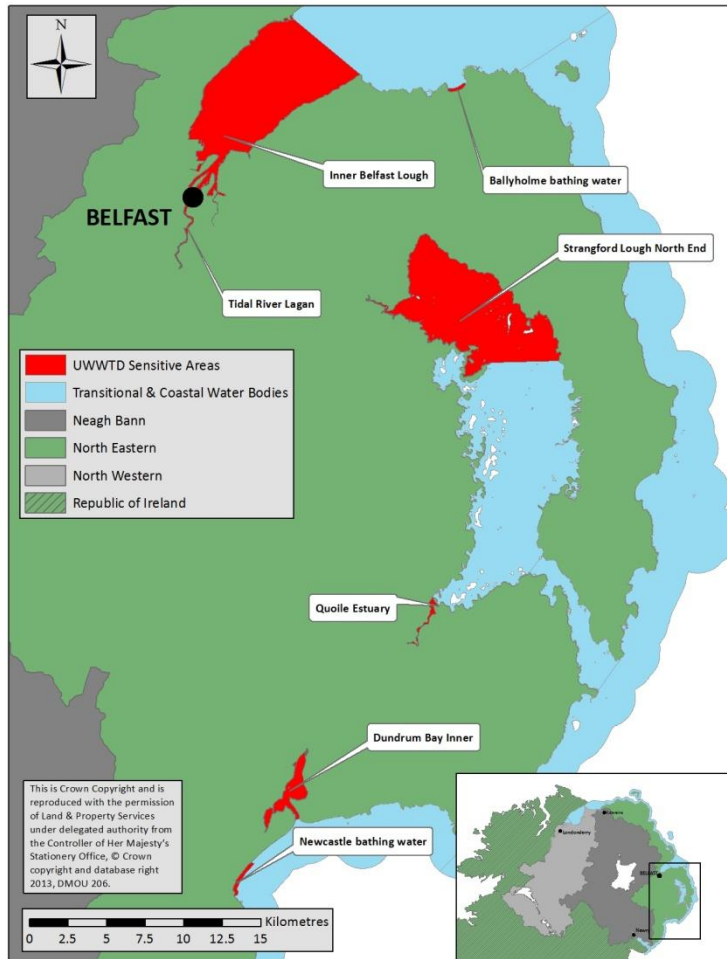 N
Inner Belfast Lough
Ballyholme bathing water
BELFAST
Strangford Lough North End
Tidal River Lagan
UWWTD Sensitive Areas
Transitional & Coastal Water Bodies
Neagh Bann
North Eastern
North Western
Republic of Ireland
Quoile Estuary
Dundrum Bay Inner
This is Crown Copyright and is
reproduced with the permission
of Land & Property Services
under delegated authority from
the Controller of Her Majesty's
Stationery Office, © Crown
copyright and database right
2013, DMOU 206.
Newcastle bathing water
Kilometres
0 2.5 5 7.5 10 12.5 15
Londonderry
BELFAST